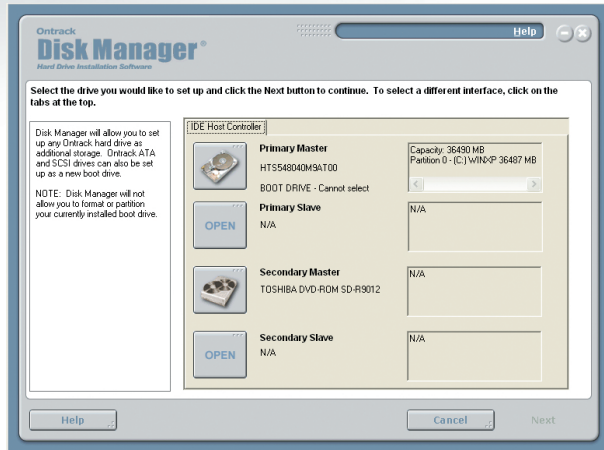 Ontrack
Disk Manager®
Hard Drive Installation Software
Help
Select the drive you would like to set up and click the Next button to continue. To select a different interface, click on the
tabs at the top.
Disk Manager will allow you to set
up any Ontrack hard drive as
additional storage. Ontrack ATA
and SCSI drives can also be set
up as a new boot drive.
NOTE: Disk Manager will not
allow you to format or partition
your currently installed boot drive.
IDE Host Controller
Primary Master
HTS548040M9AT00
BOOT DRIVE - Cannot select
Capacity: 36490 MB
Partition 0 - (C:) WINXP 36487 MB
OPEN
Primary Slave
N/A
N/A
Secondary Master
TOSHIBA DVD-ROM SD-R9012
N/A
OPEN
Secondary Slave
N/A
N/A
Help
Cancel
Next